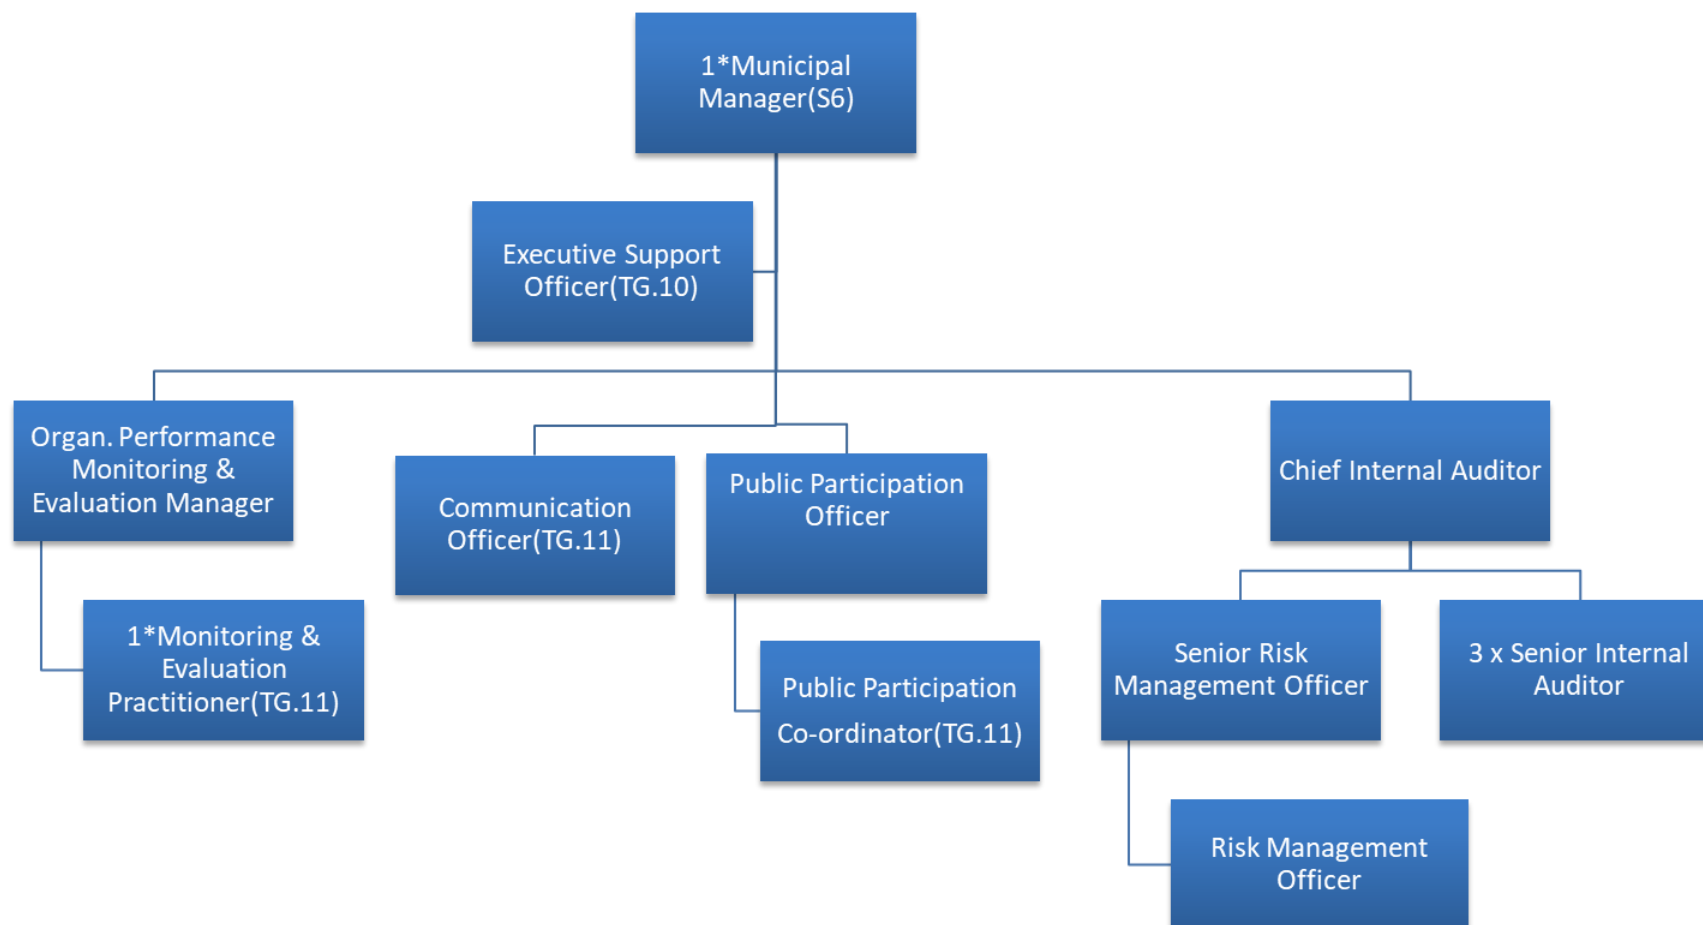 1*Municipal
Manager(S6)
Executive Support
Officer(TG.10)
Organ. Performance
Monitoring &
Evaluation Manager
Communication
Officer(TG.11)
Public Participation
Officer
Chief Internal Auditor
1*Monitoring &
Evaluation
Practitioner(TG.11)
Public Participation
Co-ordinator(TG.11)
Senior Risk
Management Officer
3 x Senior Internal
Auditor
Risk Management
Officer